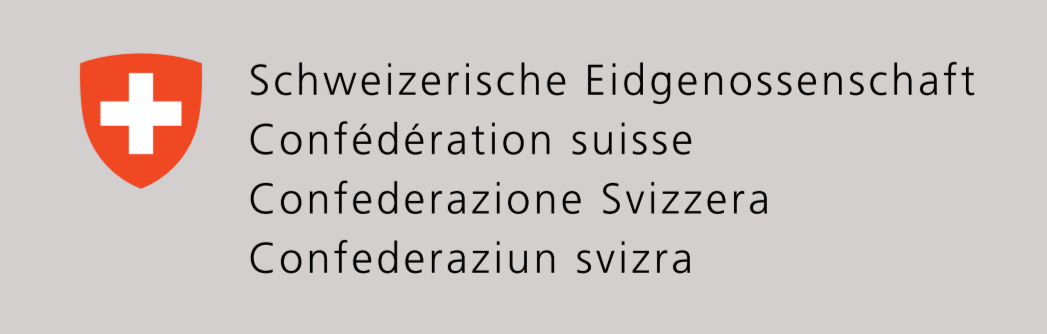 Schweizerische Eidgenossenschaft
Confédération suisse
Confederazione Svizzera
Confederaziun svizra